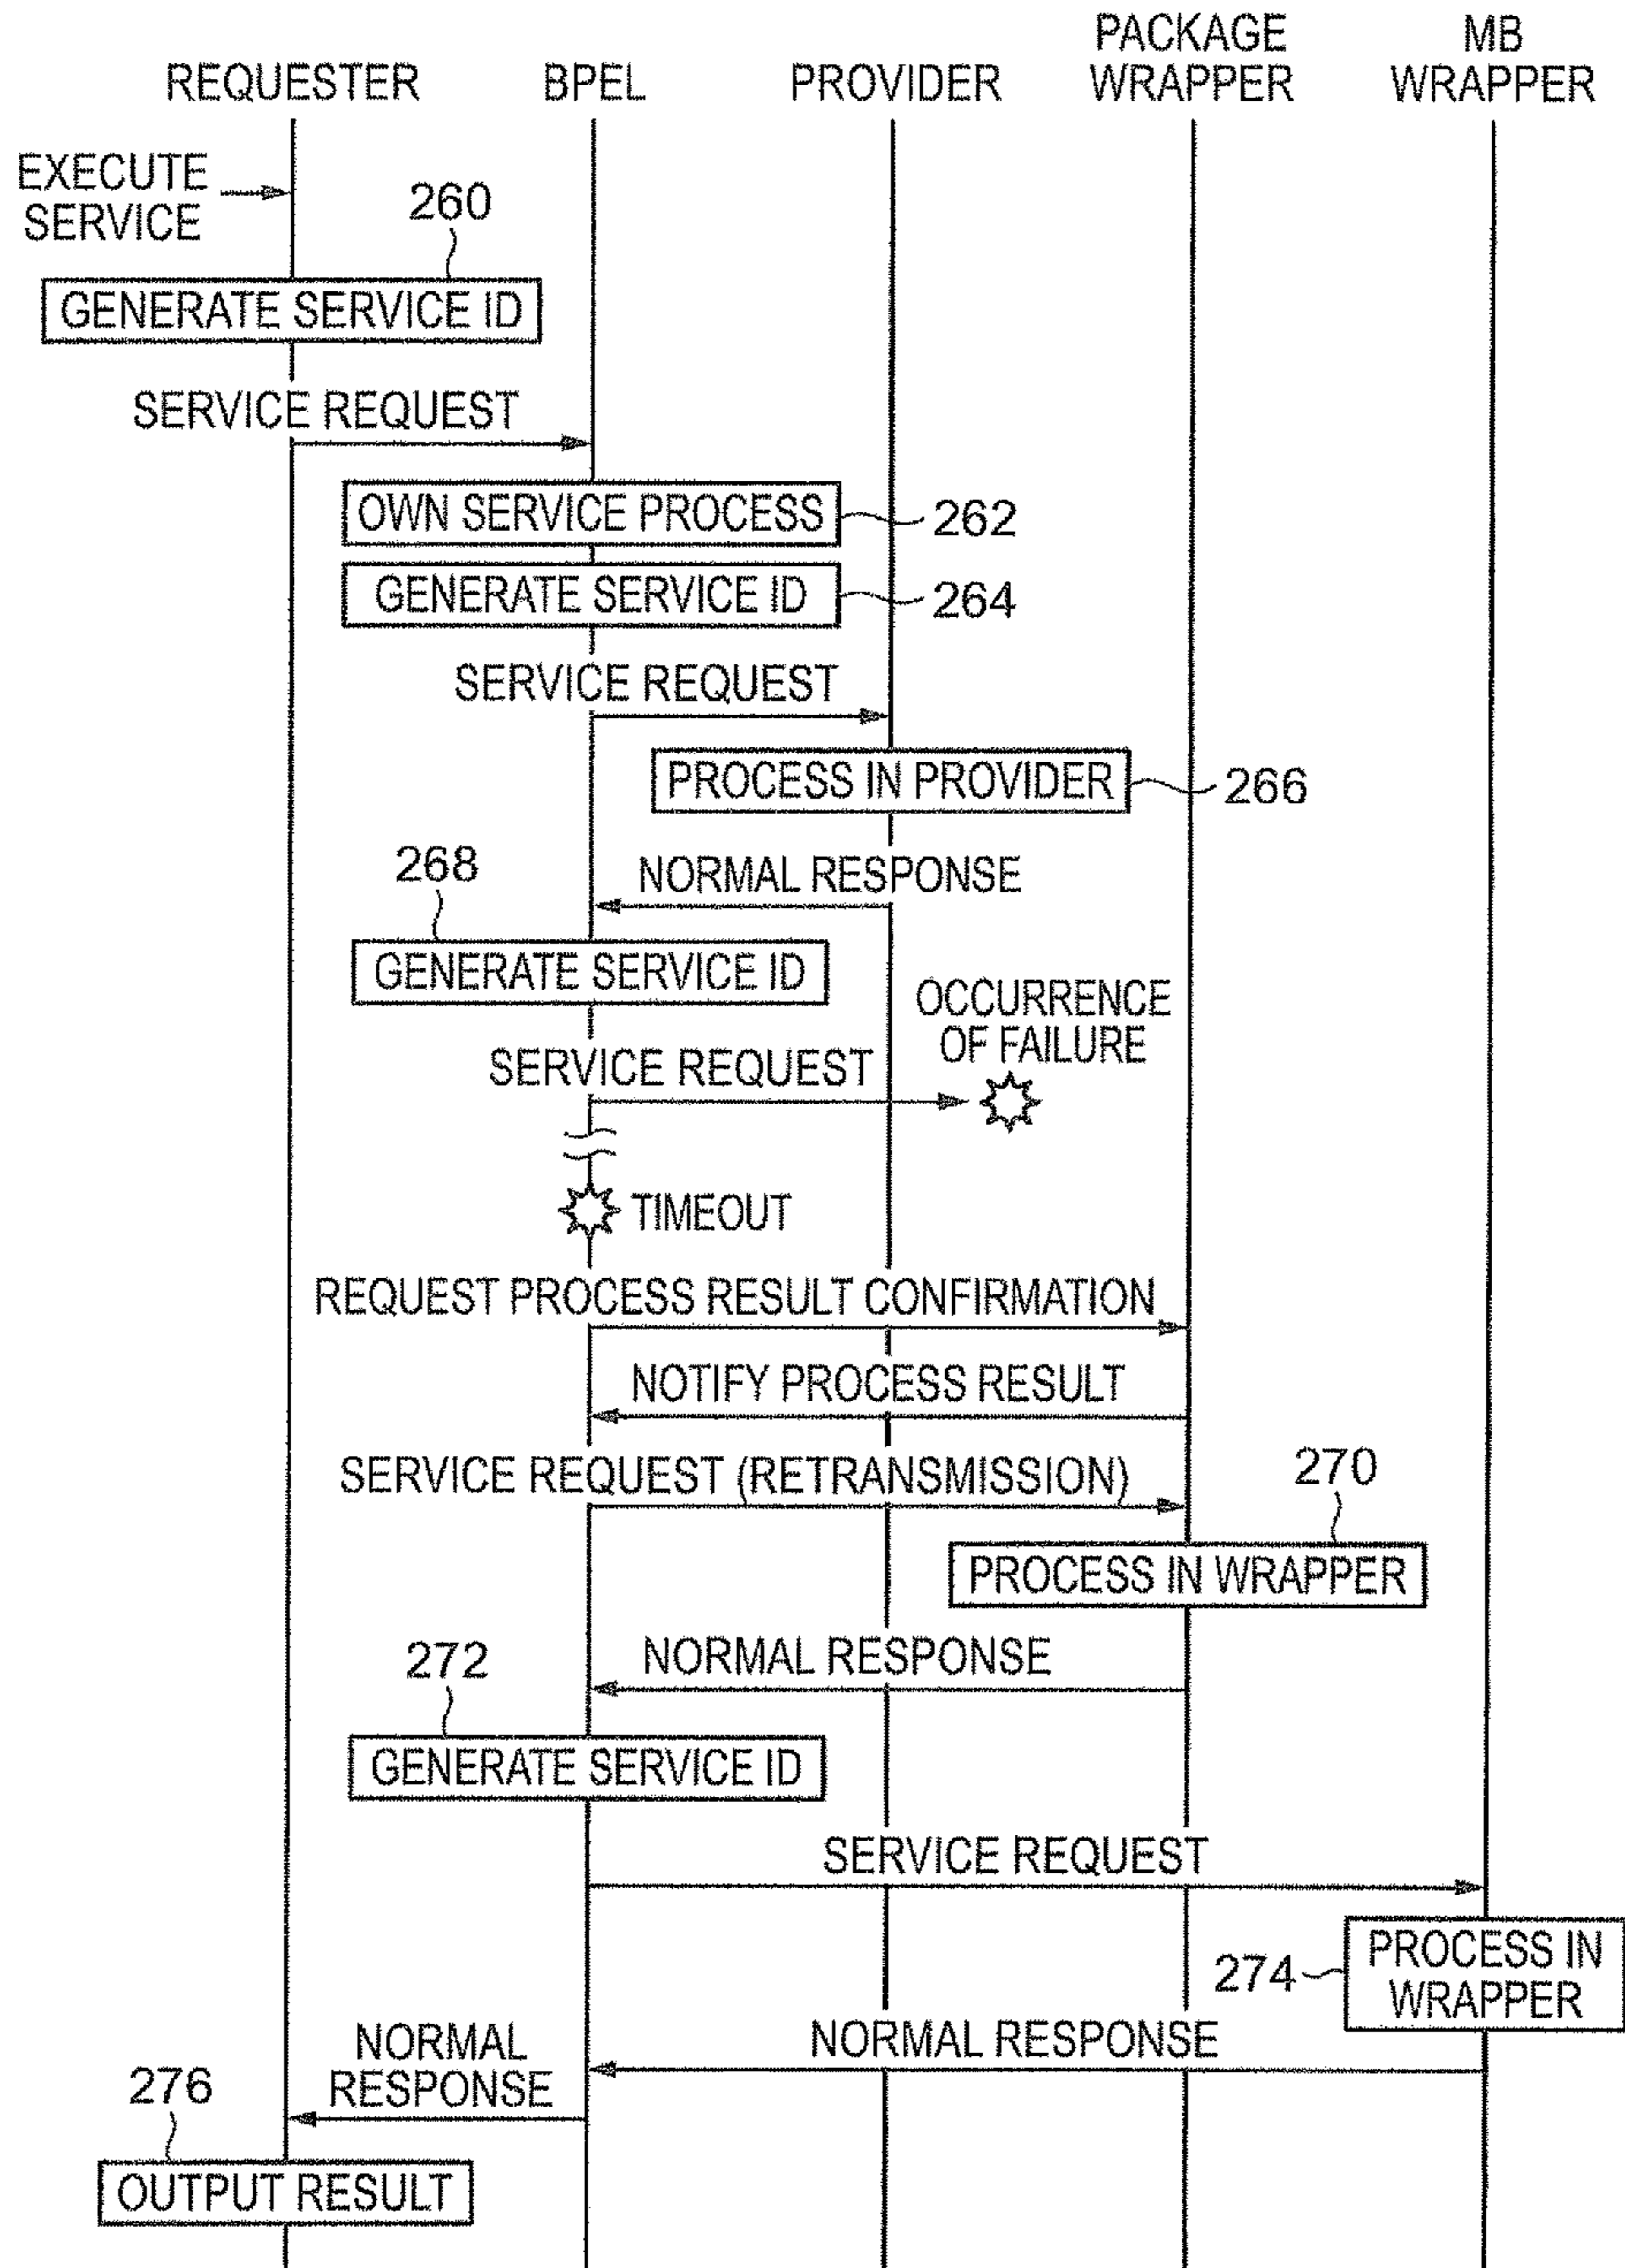 REQUESTER
BPEL
PROVIDER
PACKAGE
WRAPPER
MB
WRAPPER
EXECUTE
SERVICE
260
GENERATE SERVICE ID
SERVICE REQUEST
OWN SERVICE PROCESS
262
GENERATE SERVICE ID
264
SERVICE REQUEST
PROCESS IN PROVIDER
266
NORMAL RESPONSE
268
GENERATE SERVICE ID
OCCURRENCE
OF FAILURE
SERVICE REQUEST
TIMEOUT
REQUEST PROCESS RESULT CONFIRMATION
NOTIFY PROCESS RESULT
SERVICE REQUEST (RETRANSMISSION)
270
PROCESS IN WRAPPER
NORMAL RESPONSE
272
GENERATE SERVICE ID
SERVICE REQUEST
274
PROCESS IN
WRAPPER
NORMAL RESPONSE
NORMAL
RESPONSE
276
OUTPUT RESULT